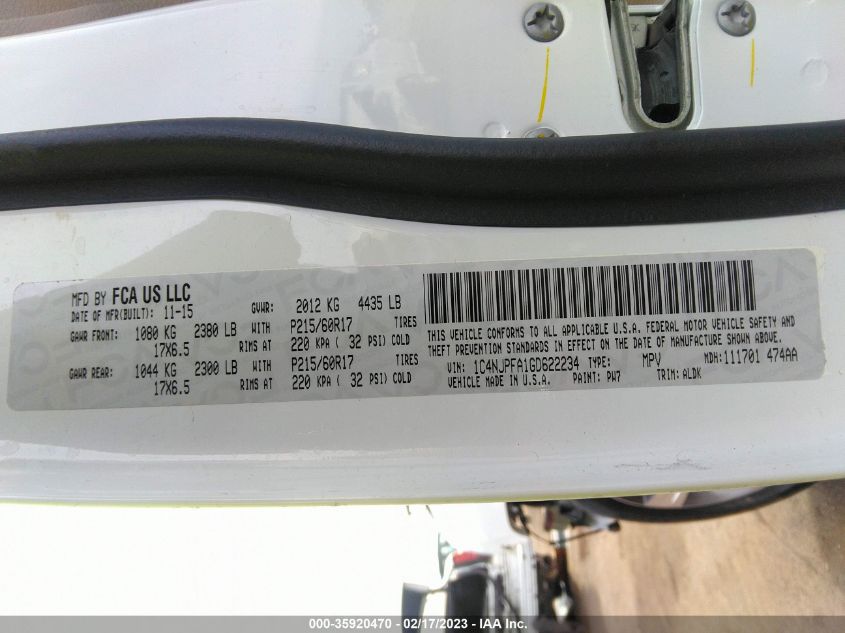 MFD BY FCA US LLC
DATE OF MFR(BUILT): 11-15 GVWR: 2012 KG 4435 LB
GAWR FRONT: 1080 KG 2380 LB WITH P215/60R17 TIRES
17X6.5 RIMS AT 220 KPA ( 32 PSI) COLD
GAWR REAR: 1044 KG 2300 LB WITH P215/60R17 TIRES
17X6.5 RIMS AT 220 KPA ( 32 PSI) COLD
THIS VEHICLE CONFORMS TO ALL APPLICABLE U.S.A. FEDERAL MOTOR VEHICLE SAFETY AND
THEFT PREVENTION STANDARDS IN EFFECT ON THE DATE OF MANUFACTURE SHOWN ABOVE.
VIN: 1C4NJPFA1GD622234 TYPE: MPV MDH: 111701 474AA
VEHICLE MADE IN U.S.A. PAINT: PW7 TRIM: ALDK
000-35920470 - 02/17/2023 - IAA Inc.